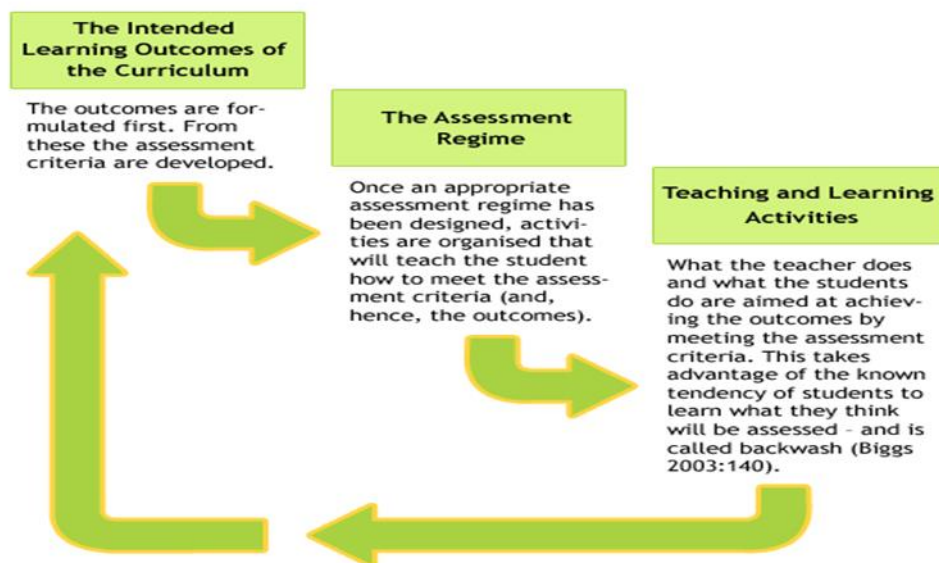 The Intended
Learning Outcomes of
the Curriculum
The outcomes are for-
mulated first. From
these the assessment
criteria are developed.
The Assessment
Regime
Once an appropriate
assessment regime has
been designed, activi-
ties are organised that
will teach the student
how to meet the assess-
ment criteria (and,
hence, the outcomes).
Teaching and Learning
Activities
What the teacher does
and what the students
do are aimed at achiev-
ing the outcomes by
meeting the assessment
criteria. This takes
advantage of the known
tendency of students to
learn what they think
will be assessed - and is
called backwash (Biggs
2003:140).